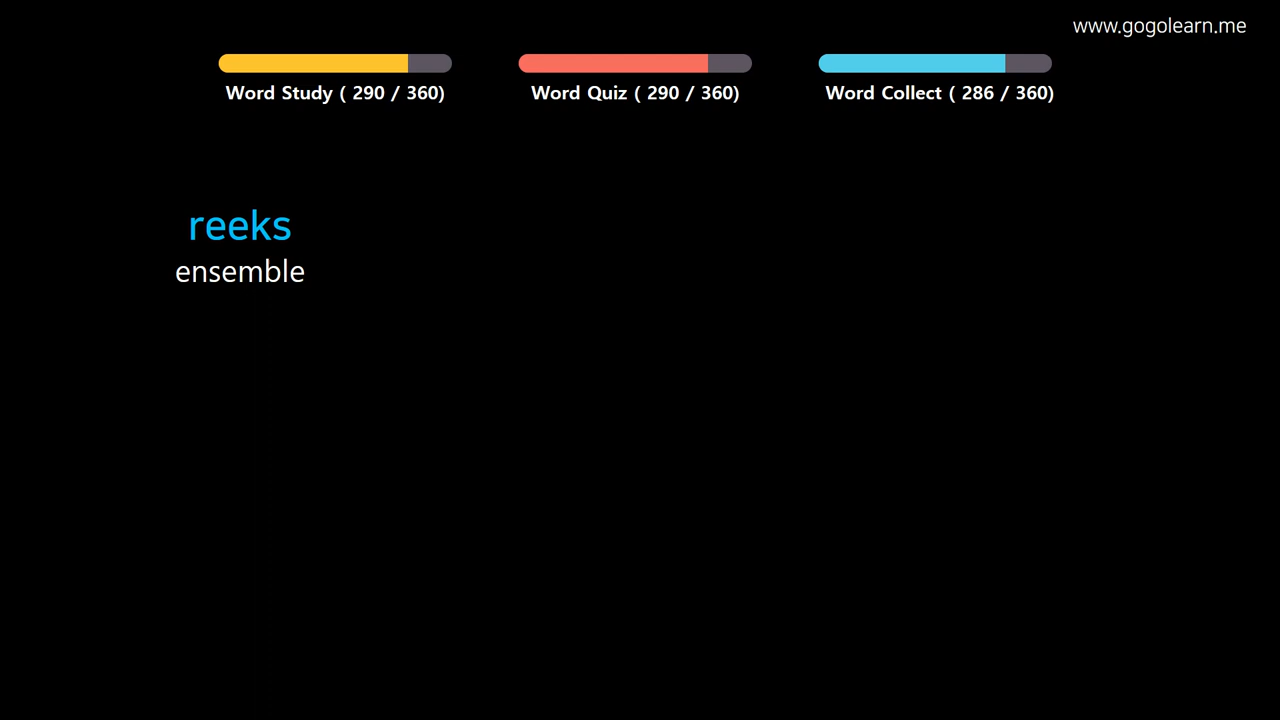 www.gogolearn.me
Word Study ( 290 / 360)
Word Quiz ( 290 / 360)
Word Collect ( 286 / 360)
reeks
ensemble